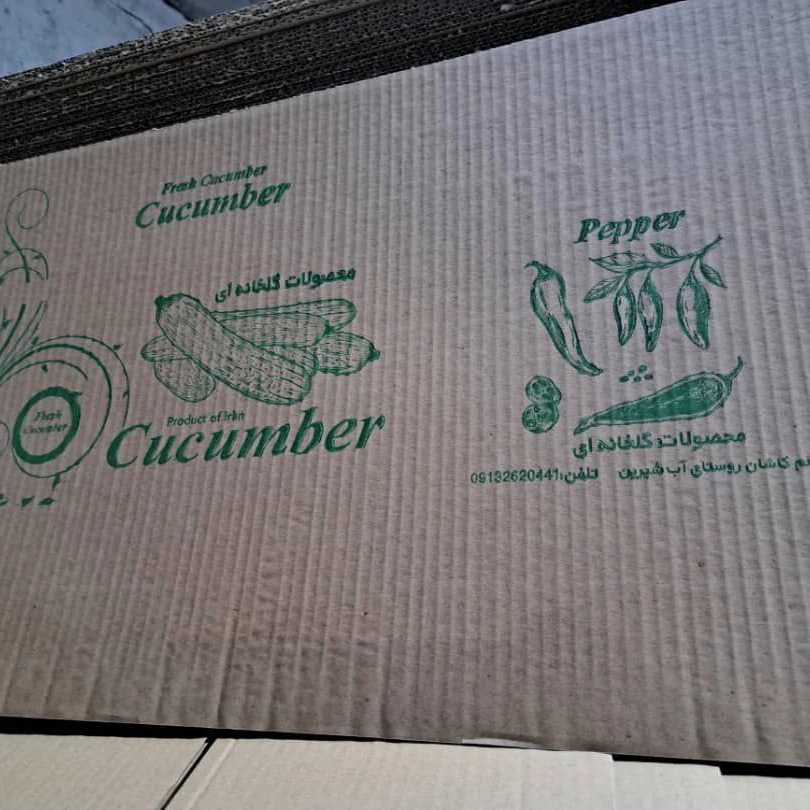 Fresh Cucumber
Cucumber
محصولات گلخانه ای
Product of Iran
Cucumber
Fresh
Cucumber
Pepper
محصولات گلخانه ای
کاشان روستای آب شیرین تلفن:09132620441